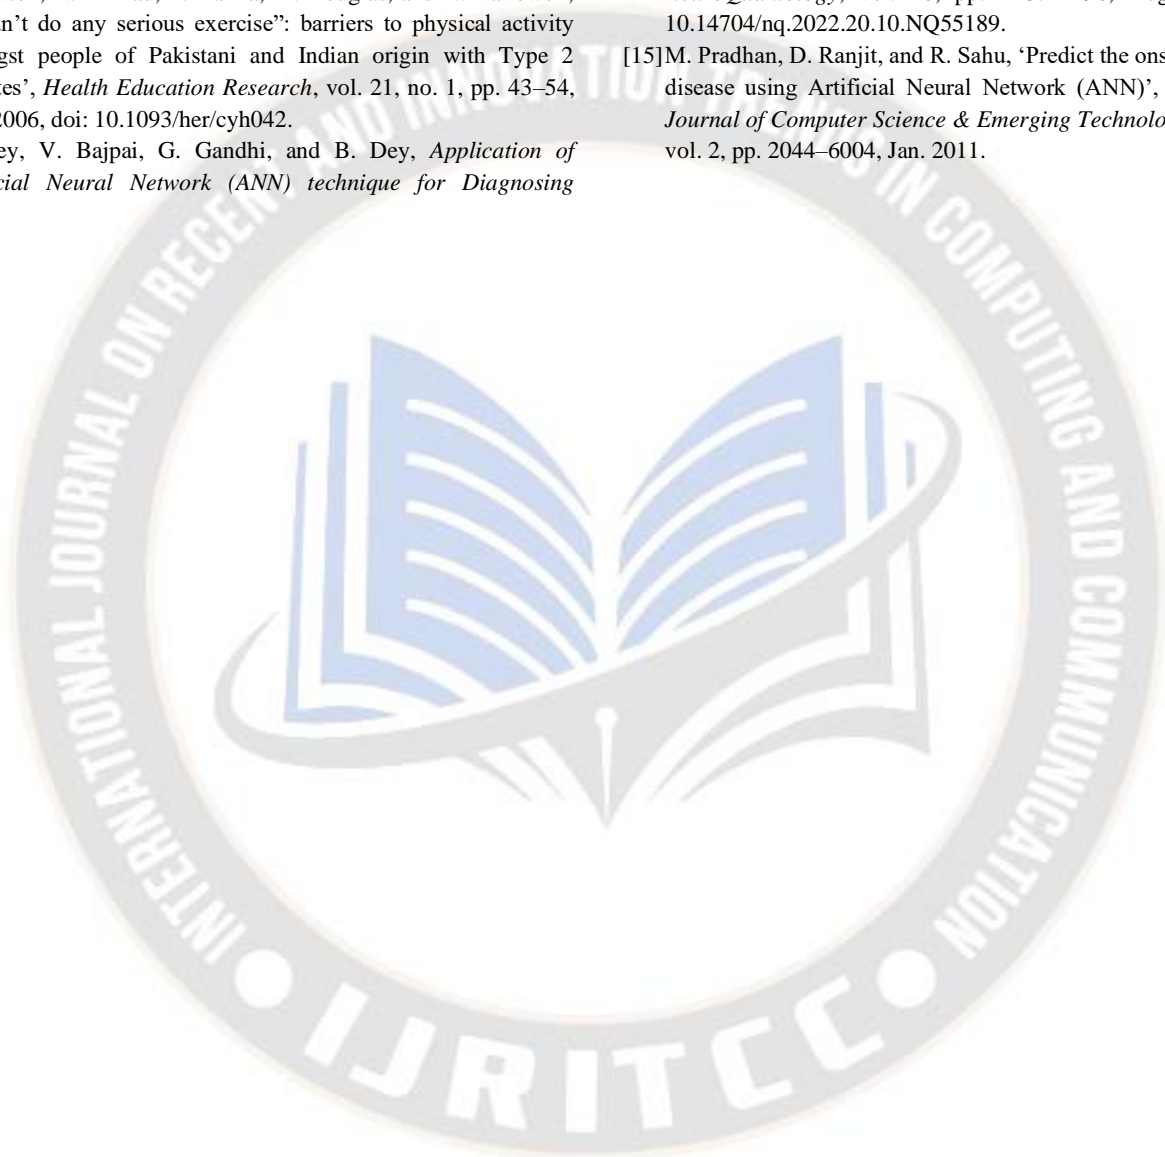 n't do any serious exercise”: barriers to physical activity
gst people of Pakistani and Indian origin with Type 2
tes’, Health Education Research, vol. 21, no. 1, pp. 43–54,
2006, doi: 10.1093/her/cyh042.
ey, V. Bajpai, G. Gandhi, and B. Dey, Application of
cial Neural Network (ANN) technique for Diagnosing
10.14704/nq.2022.20.10.NQ55189.
[15] M. Pradhan, D. Ranjit, and R. Sahu, ‘Predict the ons
disease using Artificial Neural Network (ANN)’,
Journal of Computer Science & Emerging Technolo
vol. 2, pp. 2044–6004, Jan. 2011.
INTERNATIONAL JOURNAL ON RECENT AND INNOVATION TRENDS IN COMPUTING AND COMMUNICATION
IJRITCC